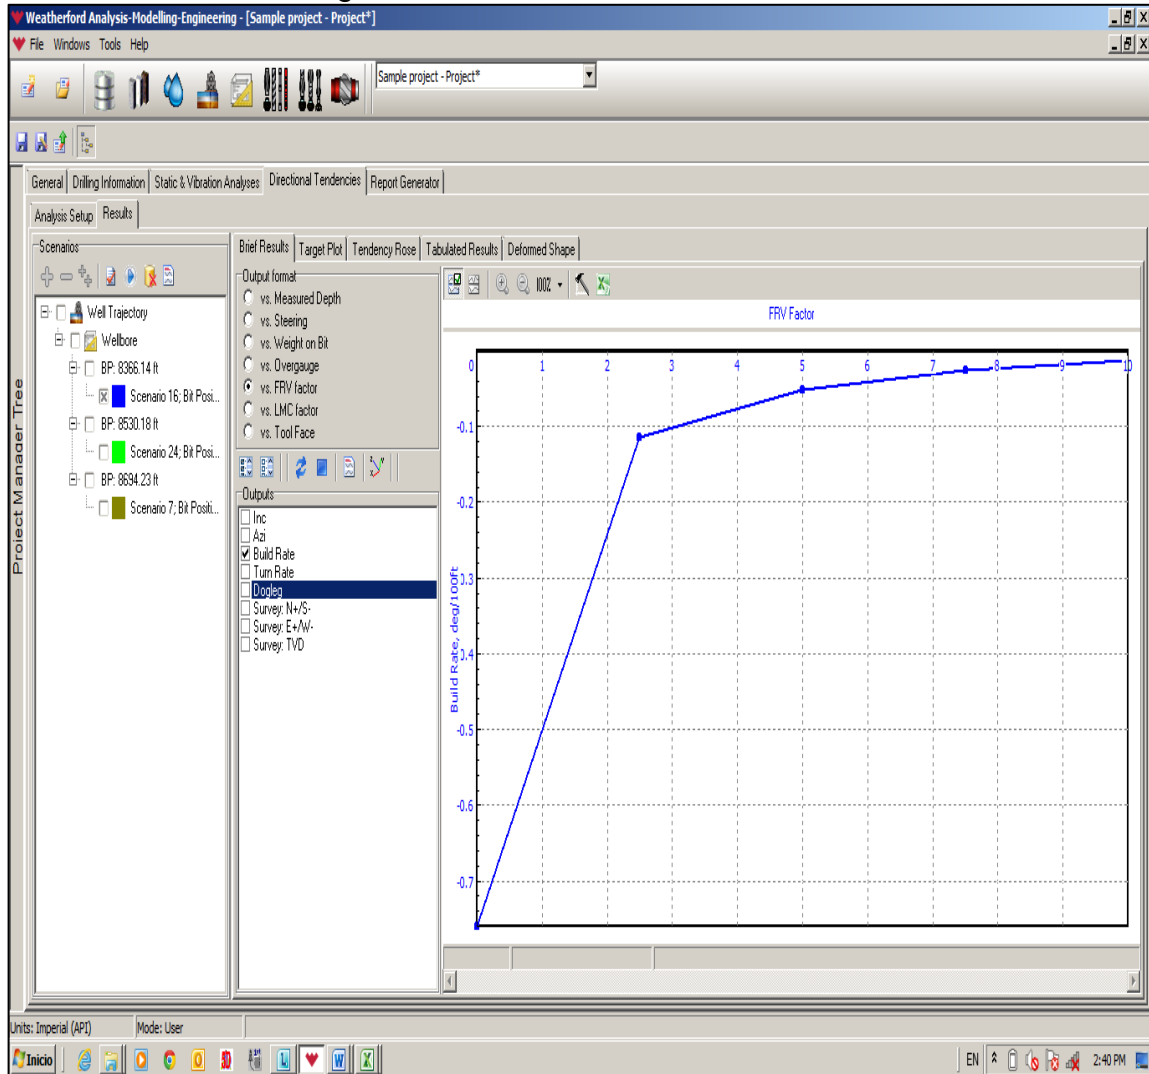 Weatherford Analysis-Modelling-Engineering - [Sample project - Project*]
File Windows Tools Help
Sample project - Project*
General Drilling Information Static & Vibration Analyses Directional Tendencies Report Generator
Analysis Setup Results
Project Manager Tree
Scenarios
Well Trajectory
Wellbore
BP: 8366.14 ft
Scenario 16; Bit Posi...
BP: 8530.18 ft
Scenario 24; Bit Posi...
BP: 8694.23 ft
Scenario 7; Bit Positi...
Brief Results Target Plot Tendency Rose Tabulated Results Deformed Shape
Output format
vs. Measured Depth
vs. Steering
vs. Weight on Bit
vs. Overgauge
vs. FRV factor
vs. LMC factor
vs. Tool Face
Outputs
Inc
Azi
Build Rate
Turn Rate
Dogleg
Survey: N+/S-
Survey: E+/W-
Survey: TVD
100%
FRV Factor
0 1 2 3 4 5 6 7 8 9 10
-0.1
-0.2
0.3
0.4
-0.5
-0.6
-0.7
Build Rate, deg/100ft
Units: Imperial (API) Mode: User
Inicio
EN 2:40 PM